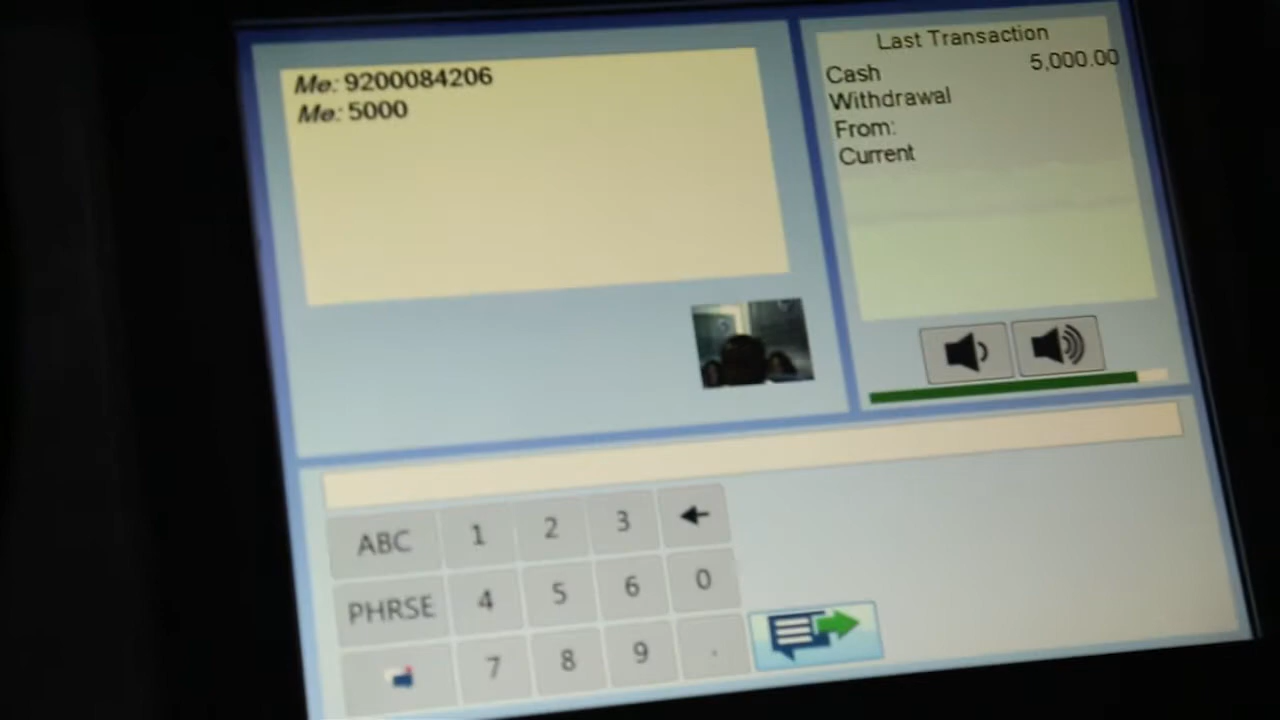 Me: 9200084206
Me: 5000
Last Transaction
Cash 5,000.00
Withdrawal
From:
Current
ABC 1 2 3
PHRSE 4 5 6 0
7 8 9 .